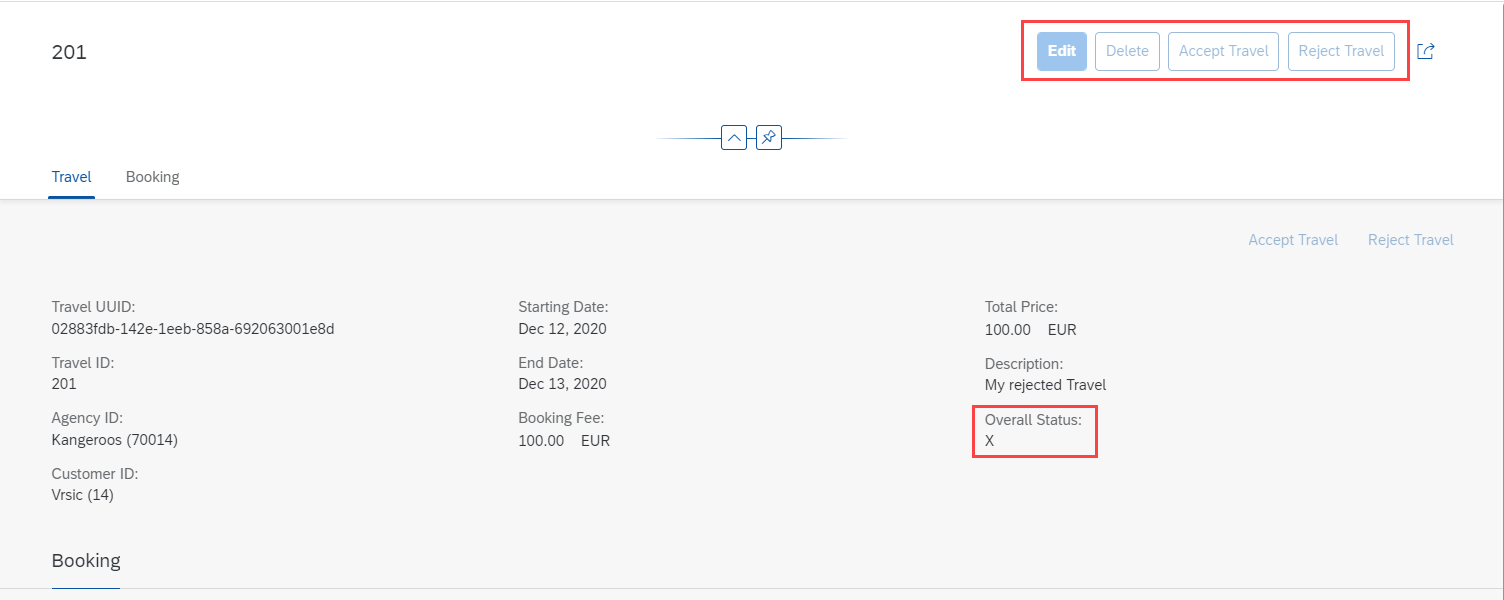 201
Edit Delete Accept Travel Reject Travel
Travel Booking
Accept Travel Reject Travel
Travel UUID:
02883fdb-142e-1eeb-858a-692063001e8d
Travel ID:
201
Agency ID:
Kangeroos (70014)
Customer ID:
Vrsic (14)
Starting Date:
Dec 12, 2020
End Date:
Dec 13, 2020
Booking Fee:
100.00 EUR
Total Price:
100.00 EUR
Description:
My rejected Travel
Overall Status:
X
Booking